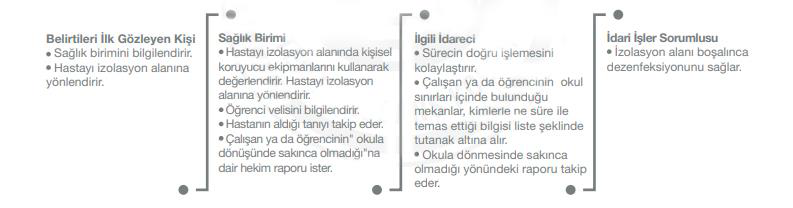 Belirtileri İlk Gözleyen Kişi
• Sağlık birimini bilgilendirir.
• Hastayı izolasyon alanına
yönlendirir.
Sağlık Birimi
• Hastayı izolasyon alanında kişisel
koruyucu ekipmanlarını kullanarak
değerlendirir. Hastayı izolasyon
alanına yönlendirir.
• Öğrenci velisini bilgilendirir.
• Hastanın aldığı tanıyı takip eder.
• Çalışan ya da öğrencinin" okula
dönüşünde sakınca olmadığı"na
dair hekim raporu ister.
İlgili İdareci
• Sürecin doğru işlemesini
kolaylaştırır.
• Çalışan ya da öğrencinin okul
sınırları içinde bulunduğu
mekanlar, kimlerle ne süre ile
temas ettiği bilgisi liste şeklinde
tutanak altına alır.
• Okula dönmesinde sakınca
olmadığı yönündeki raporu takip
eder.
İdari İşler Sorumlusu
• İzolasyon alanı boşalınca
dezenfeksiyonunu sağlar.